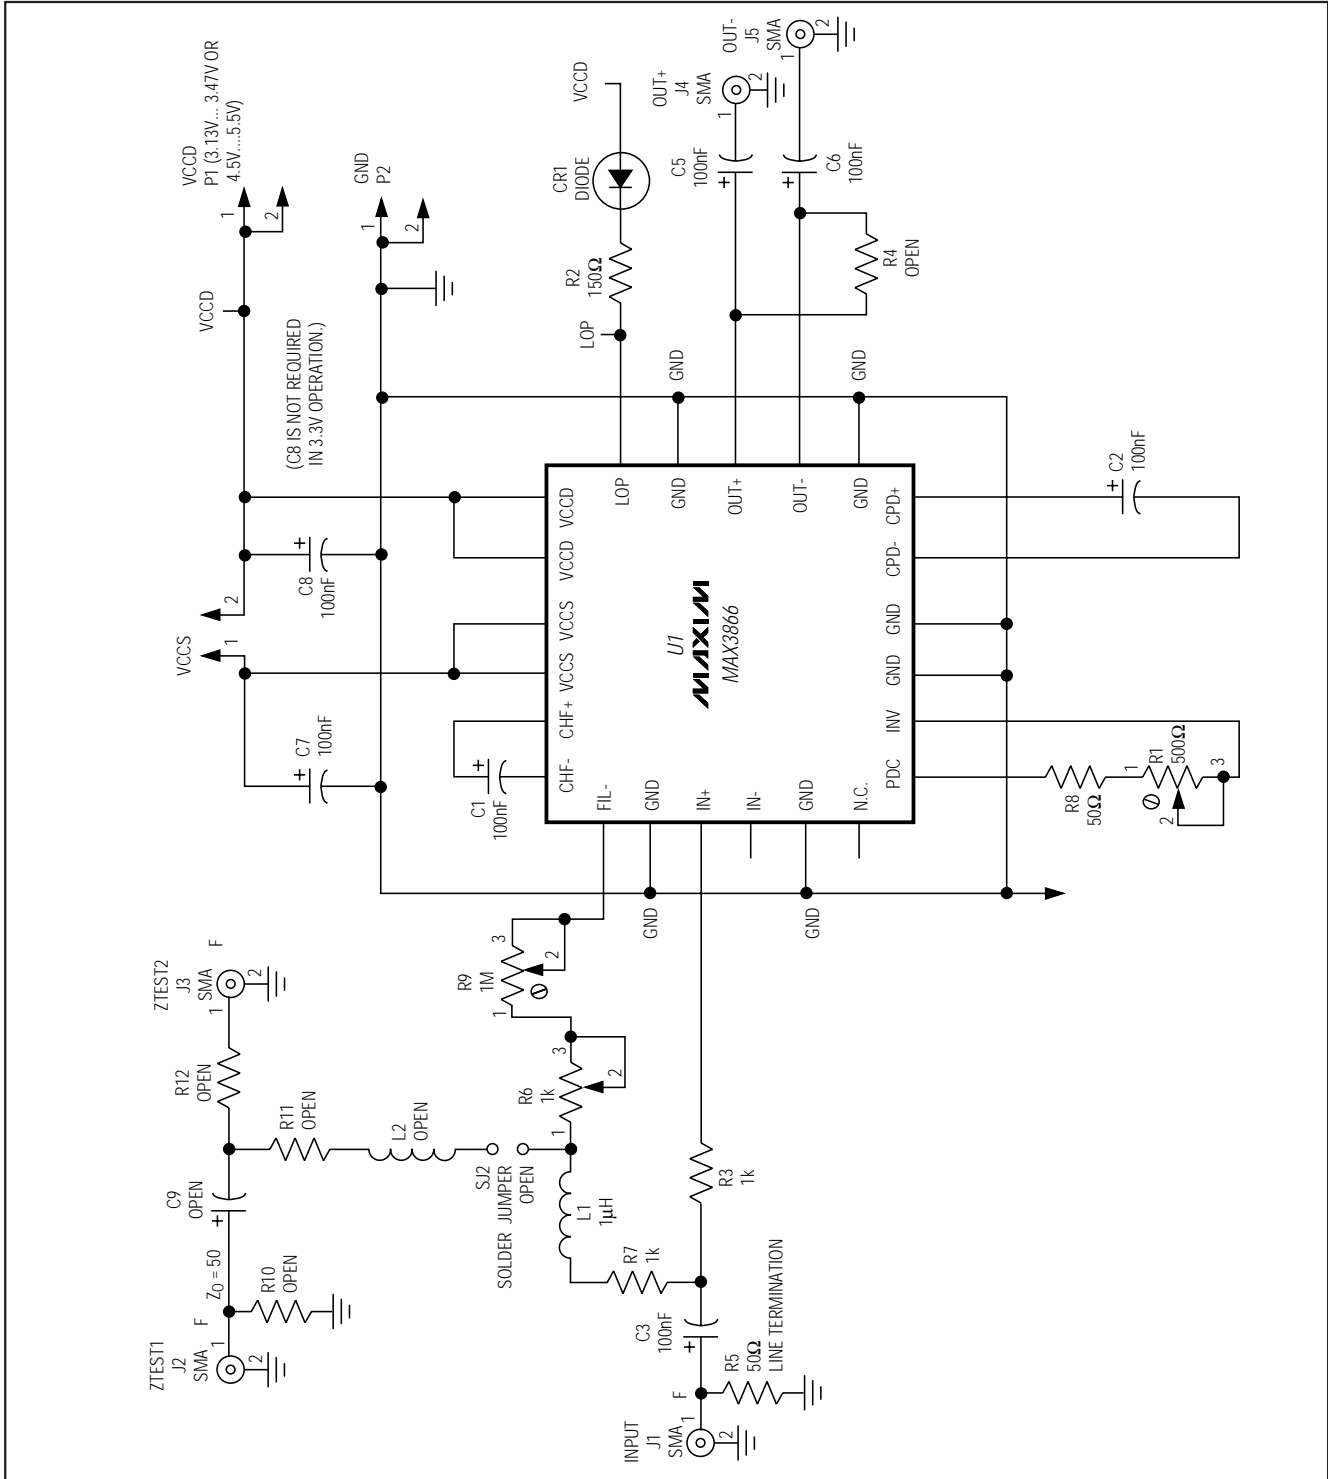 ZTEST1
J2
SMA
1
2
F
Z₀ = 50
R10
OPEN
C9
OPEN
+
R12
OPEN
ZTEST2
J3
SMA
1
2
F
R11
OPEN
L2
OPEN
SJ2
SOLDER JUMPER
OPEN
L1
1µH
R7
1k
R6
1k
1
2
3
R9
1M
1
2
3
INPUT
J1
SMA
1
2
F
R5
50Ω
LINE TERMINATION
C3
100nF
+
R3
1k
C7
100nF
+
VCCS
1
2
C8
100nF
+
(C8 IS NOT REQUIRED
IN 3.3V OPERATION.)
VCCD
VCCD
P1 (3.13V... 3.47V OR
4.5V....5.5V)
1
2
GND
P2
1
2
C1
100nF
+
CHF-
CHF+
VCCS
VCCS
VCCD
VCCD
FIL-
GND
IN+
IN-
GND
N.C.
U1
MAXIM
MAX3866
LOP
GND
OUT+
OUT-
GND
PDC
INV
GND
GND
CPD-
CPD+
GND
GND
GND
GND
LOP
R2
150Ω
CR1
DIODE
VCCD
C5
100nF
+
OUT+
J4
SMA
1
2
C6
100nF
+
OUT-
J5
SMA
1
2
R4
OPEN
R8
50Ω
R1
500Ω
1
2
3
C2
100nF
+